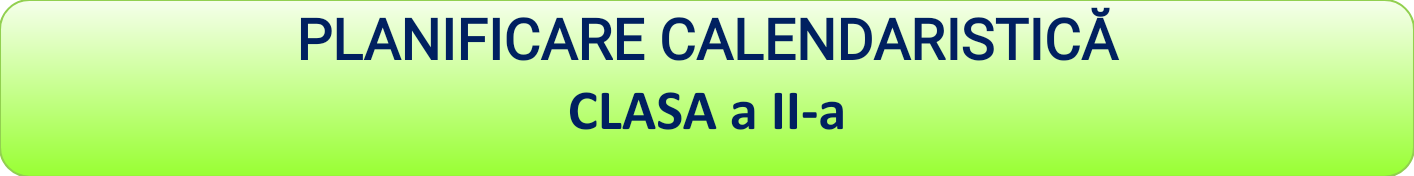 PLANIFICARE CALENDARISTICĂ
CLASA a II-a